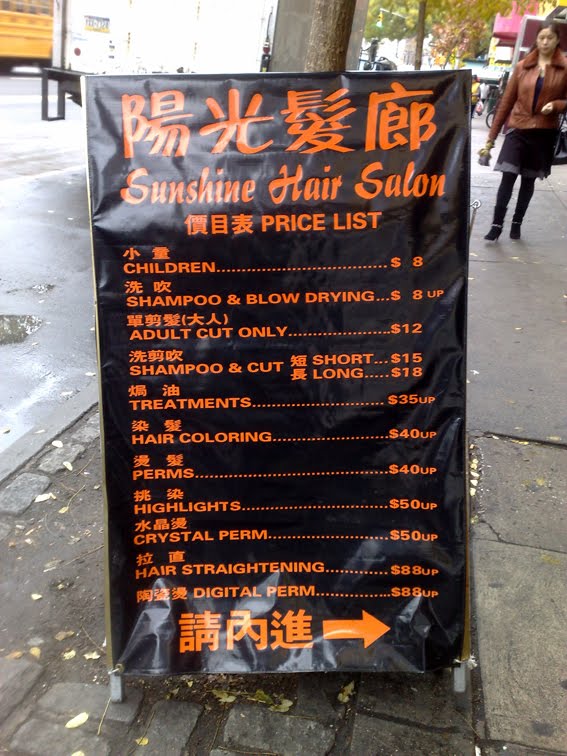 陽光髮廊
Sunshine Hair Salon
價目表 PRICE LIST
小 童
CHILDREN................................$ 8
洗 吹
SHAMPOO & BLOW DRYING...$ 8 UP
單剪髮(大人)
ADULT CUT ONLY...................$12
洗剪吹
SHAMPOO & CUT 短 SHORT...$15
長 LONG.....$18
焗 油
TREATMENTS.........................$35UP
染 髮
HAIR COLORING.....................$40UP
燙 髮
PERMS...................................$40UP
挑 染
HIGHLIGHTS..........................$50UP
水晶燙
CRYSTAL PERM......................$50UP
拉 直
HAIR STRAIGHTENING............$88UP
陶瓷燙 DIGITAL PERM..............$88UP
請內進 →